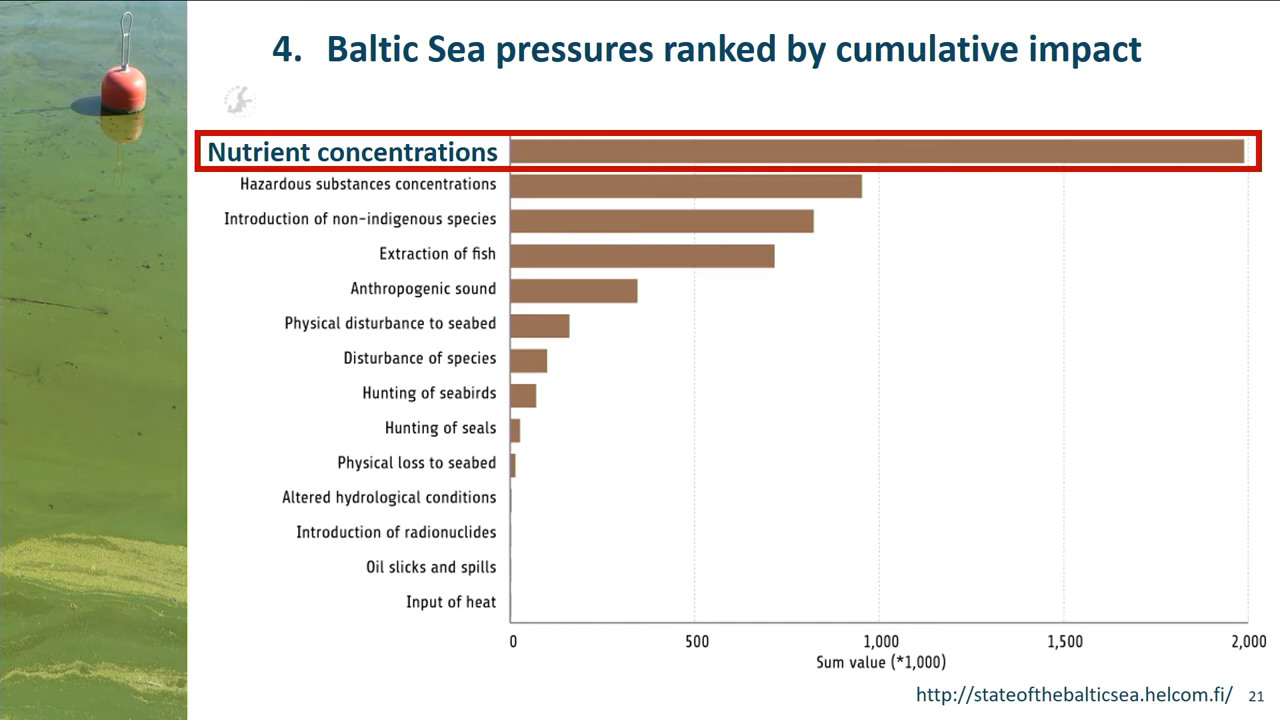 4. Baltic Sea pressures ranked by cumulative impact
Nutrient concentrations
Hazardous substances concentrations
Introduction of non-indigenous species
Extraction of fish
Anthropogenic sound
Physical disturbance to seabed
Disturbance of species
Hunting of seabirds
Hunting of seals
Physical loss to seabed
Altered hydrological conditions
Introduction of radionuclides
Oil slicks and spills
Input of heat
0 500 1,000 1,500 2,000
Sum value (*1,000)
http://stateofthebalticsea.helcom.fi/ 21